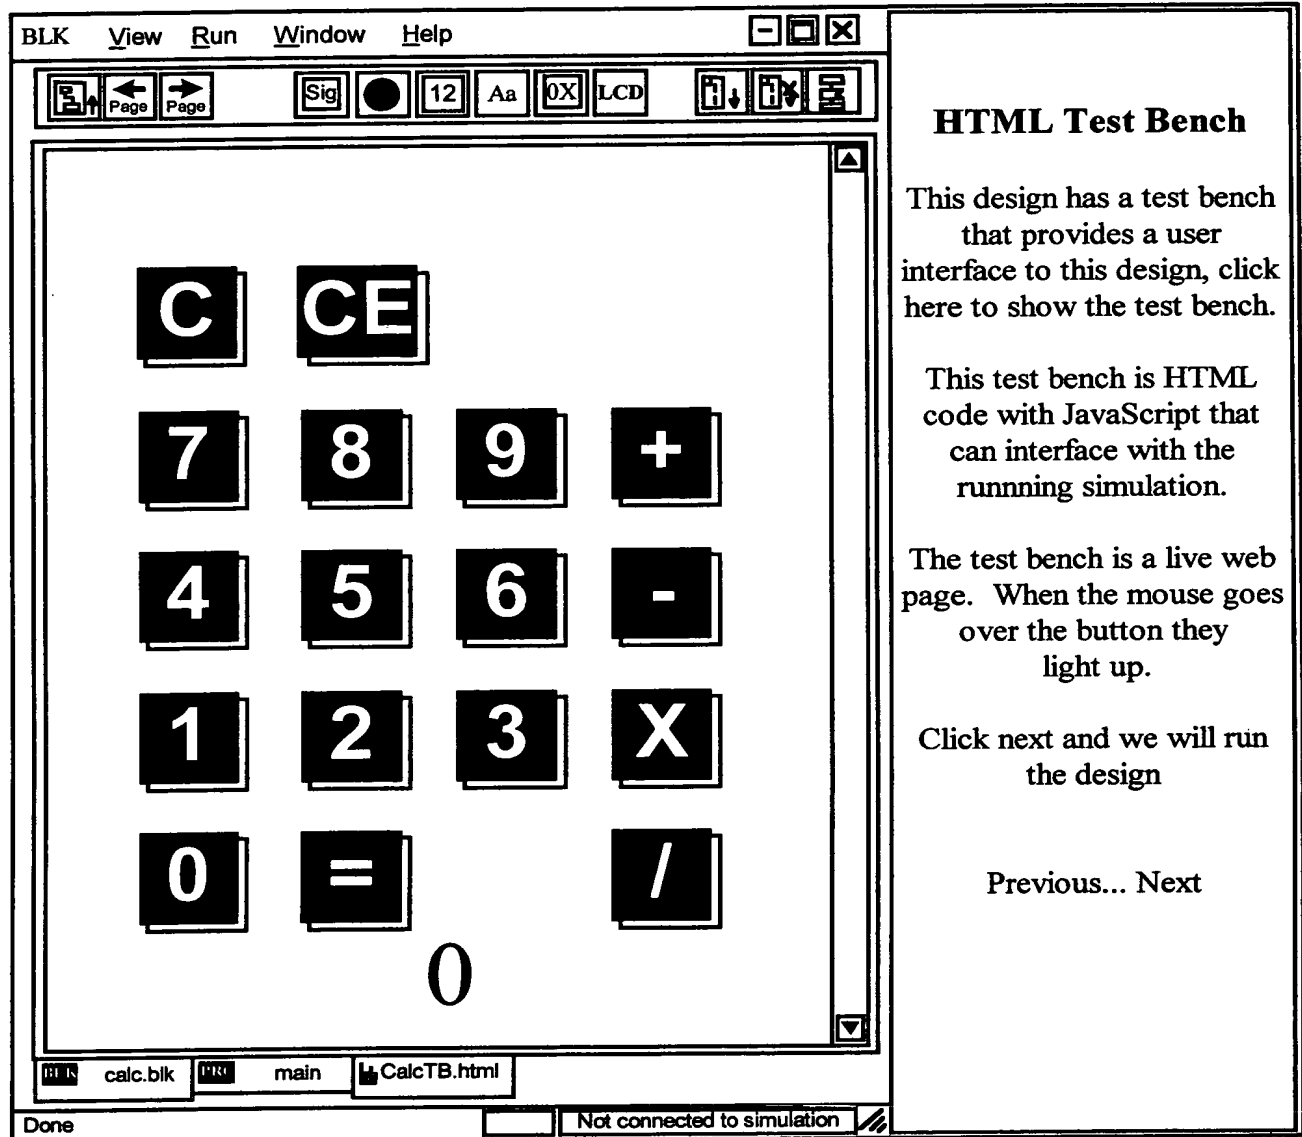 BLK View Run Window Help
Page Page Sig 12 Aa 0X LCD
C CE
7 8 9 +
4 5 6 -
1 2 3 X
0 = /
0
BLK calc.blk PRC main CalcTB.html
Done Not connected to simulation
HTML Test Bench
This design has a test bench
that provides a user
interface to this design, click
here to show the test bench.
This test bench is HTML
code with JavaScript that
can interface with the
runnning simulation.
The test bench is a live web
page. When the mouse goes
over the button they
light up.
Click next and we will run
the design
Previous... Next